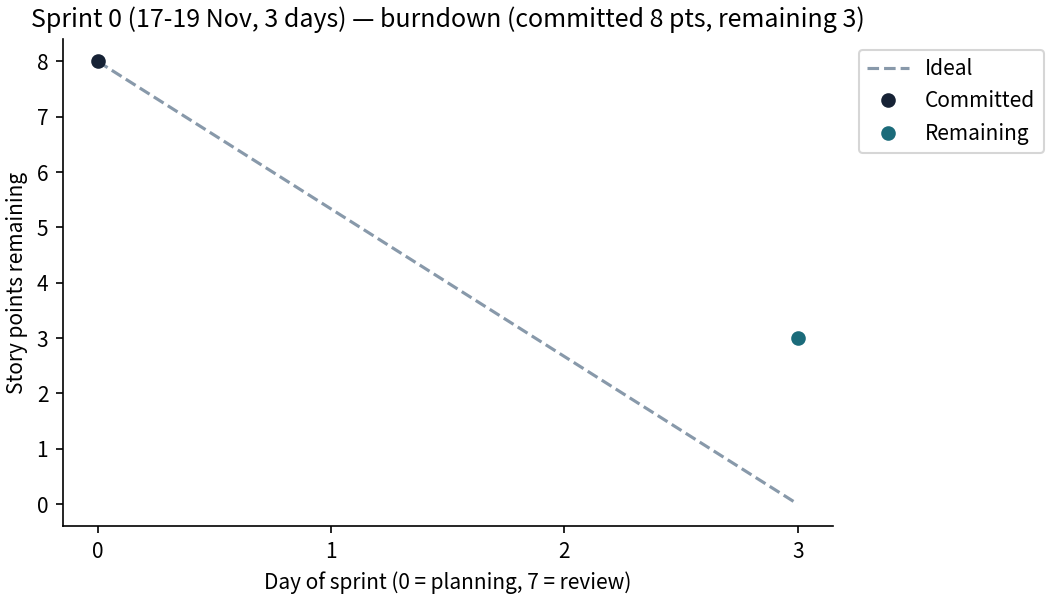 Sprint 0 (17-19 Nov, 3 days) — burndown (committed 8 pts, remaining 3)
Ideal
Committed
Remaining
Story points remaining
8
7
6
5
4
3
2
1
0
0 1 2 3
Day of sprint (0 = planning, 7 = review)